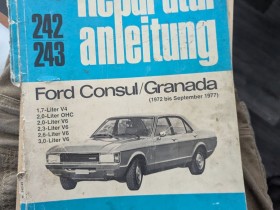 Reparatur
242
243
anleitung
Ford Consul/Granada
(1972 bis September 1977)
1,7-Liter V4
2,0-Liter OHC
2,0-Liter V6
2,3-Liter V6
2,6-Liter V6
3,0-Liter V6